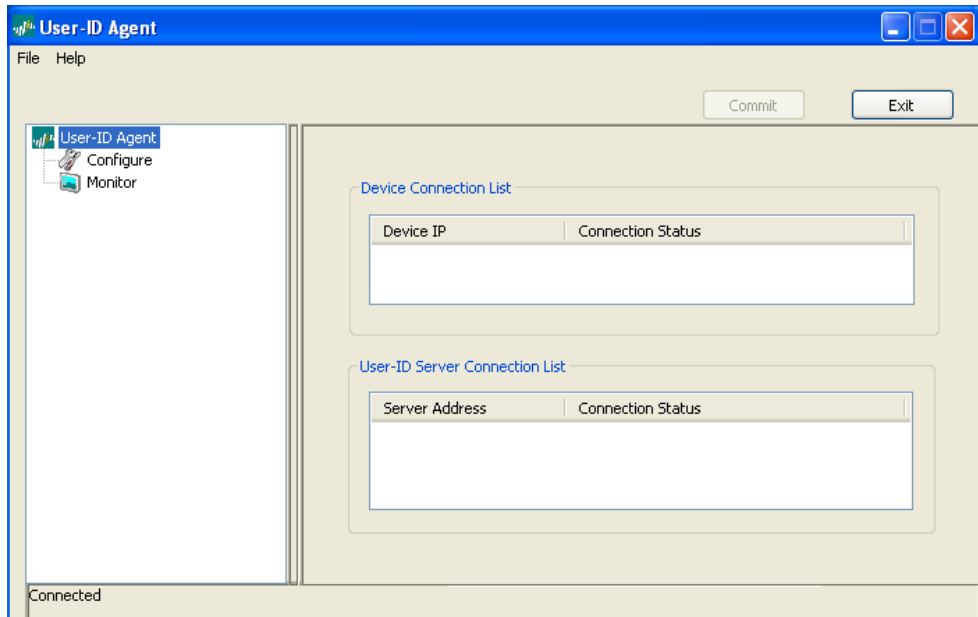 User-ID Agent
File Help
Commit Exit
User-ID Agent
Configure
Monitor
Device Connection List
Device IP Connection Status
User-ID Server Connection List
Server Address Connection Status
Connected